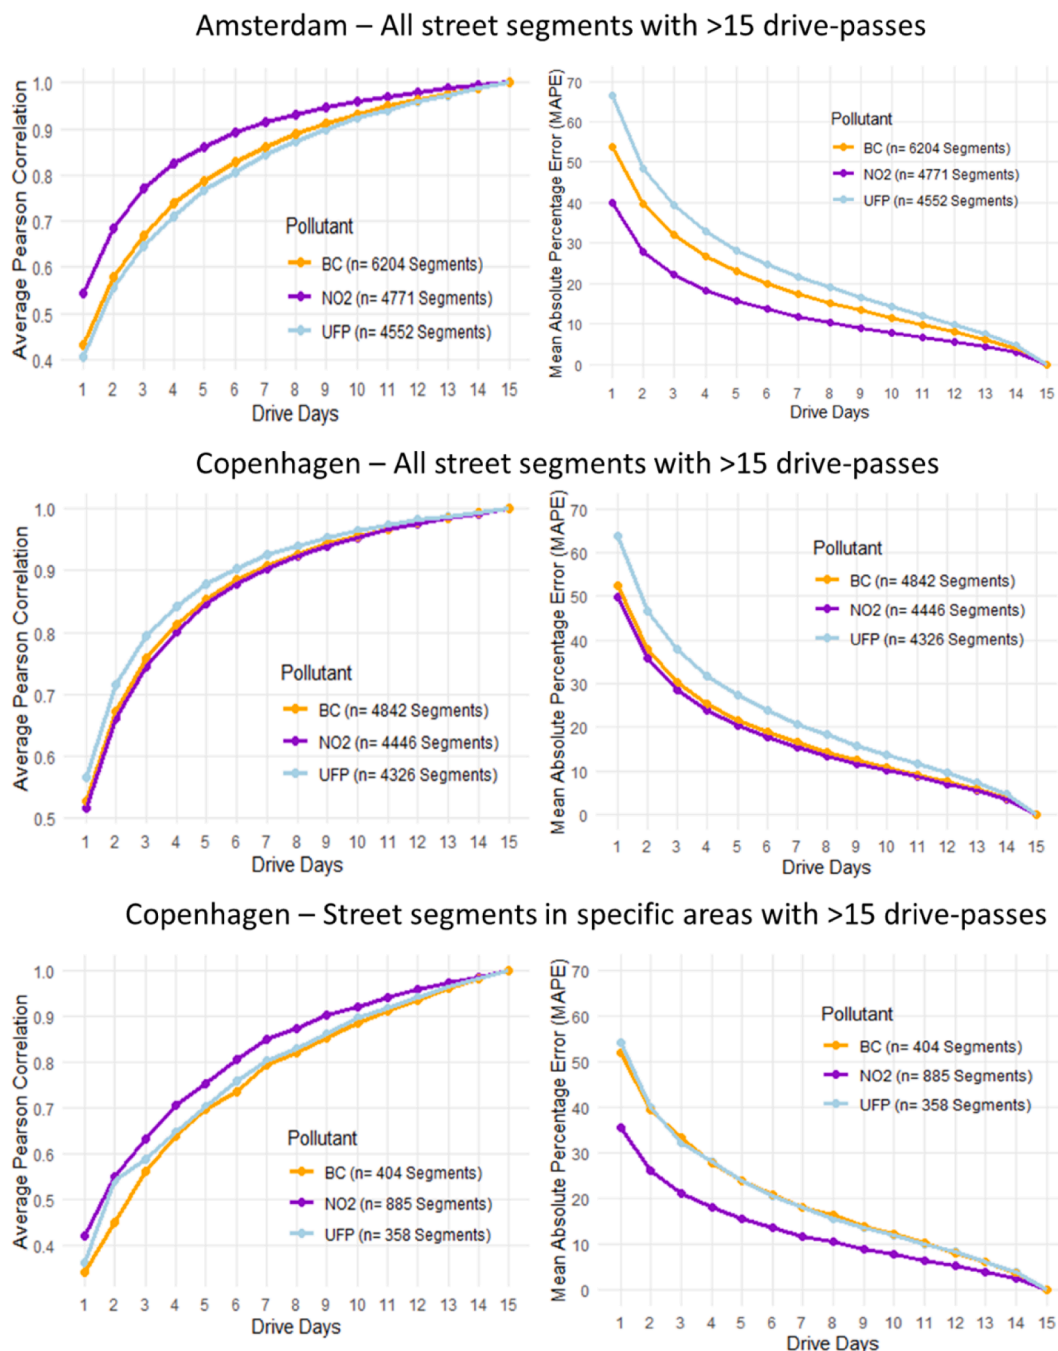 Amsterdam – All street segments with >15 drive-passes
Average Pearson Correlation
1.0
0.9
0.8
0.7
0.6
0.5
0.4
Pollutant
BC (n= 6204 Segments)
NO2 (n= 4771 Segments)
UFP (n= 4552 Segments)
1 2 3 4 5 6 7 8 9 10 11 12 13 14 15
Drive Days
Mean Absolute Percentage Error (MAPE)
70
60
50
40
30
20
10
0
Pollutant
BC (n= 6204 Segments)
NO2 (n= 4771 Segments)
UFP (n= 4552 Segments)
1 2 3 4 5 6 7 8 9 10 11 12 13 14 15
Drive Days
Copenhagen – All street segments with >15 drive-passes
Average Pearson Correlation
1.0
0.9
0.8
0.7
0.6
0.5
Pollutant
BC (n= 4842 Segments)
NO2 (n= 4446 Segments)
UFP (n= 4326 Segments)
1 2 3 4 5 6 7 8 9 10 11 12 13 14 15
Drive Days
Mean Absolute Percentage Error (MAPE)
70
60
50
40
30
20
10
0
Pollutant
BC (n= 4842 Segments)
NO2 (n= 4446 Segments)
UFP (n= 4326 Segments)
1 2 3 4 5 6 7 8 9 10 11 12 13 14 15
Drive Days
Copenhagen – Street segments in specific areas with >15 drive-passes
Average Pearson Correlation
1.0
0.9
0.8
0.7
0.6
0.5
0.4
Pollutant
BC (n= 404 Segments)
NO2 (n= 885 Segments)
UFP (n= 358 Segments)
1 2 3 4 5 6 7 8 9 10 11 12 13 14 15
Drive Days
Mean Absolute Percentage Error (MAPE)
70
60
50
40
30
20
10
0
Pollutant
BC (n= 404 Segments)
NO2 (n= 885 Segments)
UFP (n= 358 Segments)
1 2 3 4 5 6 7 8 9 10 11 12 13 14 15
Drive Days